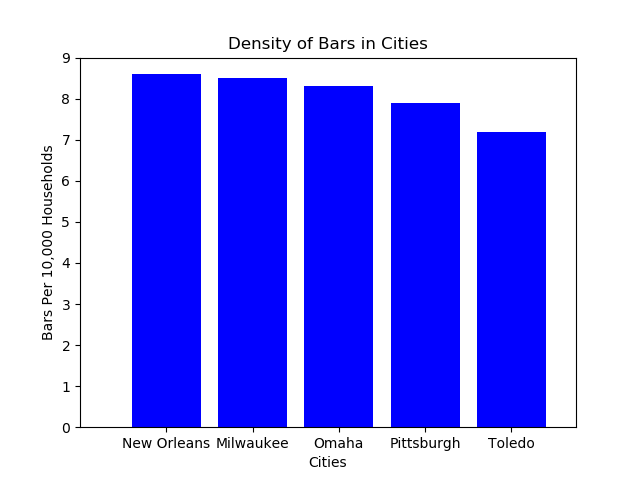 Density of Bars in Cities
9
8
7
6
5
4
3
2
1
0
Bars Per 10,000 Households
New Orleans Milwaukee Omaha Pittsburgh Toledo
Cities